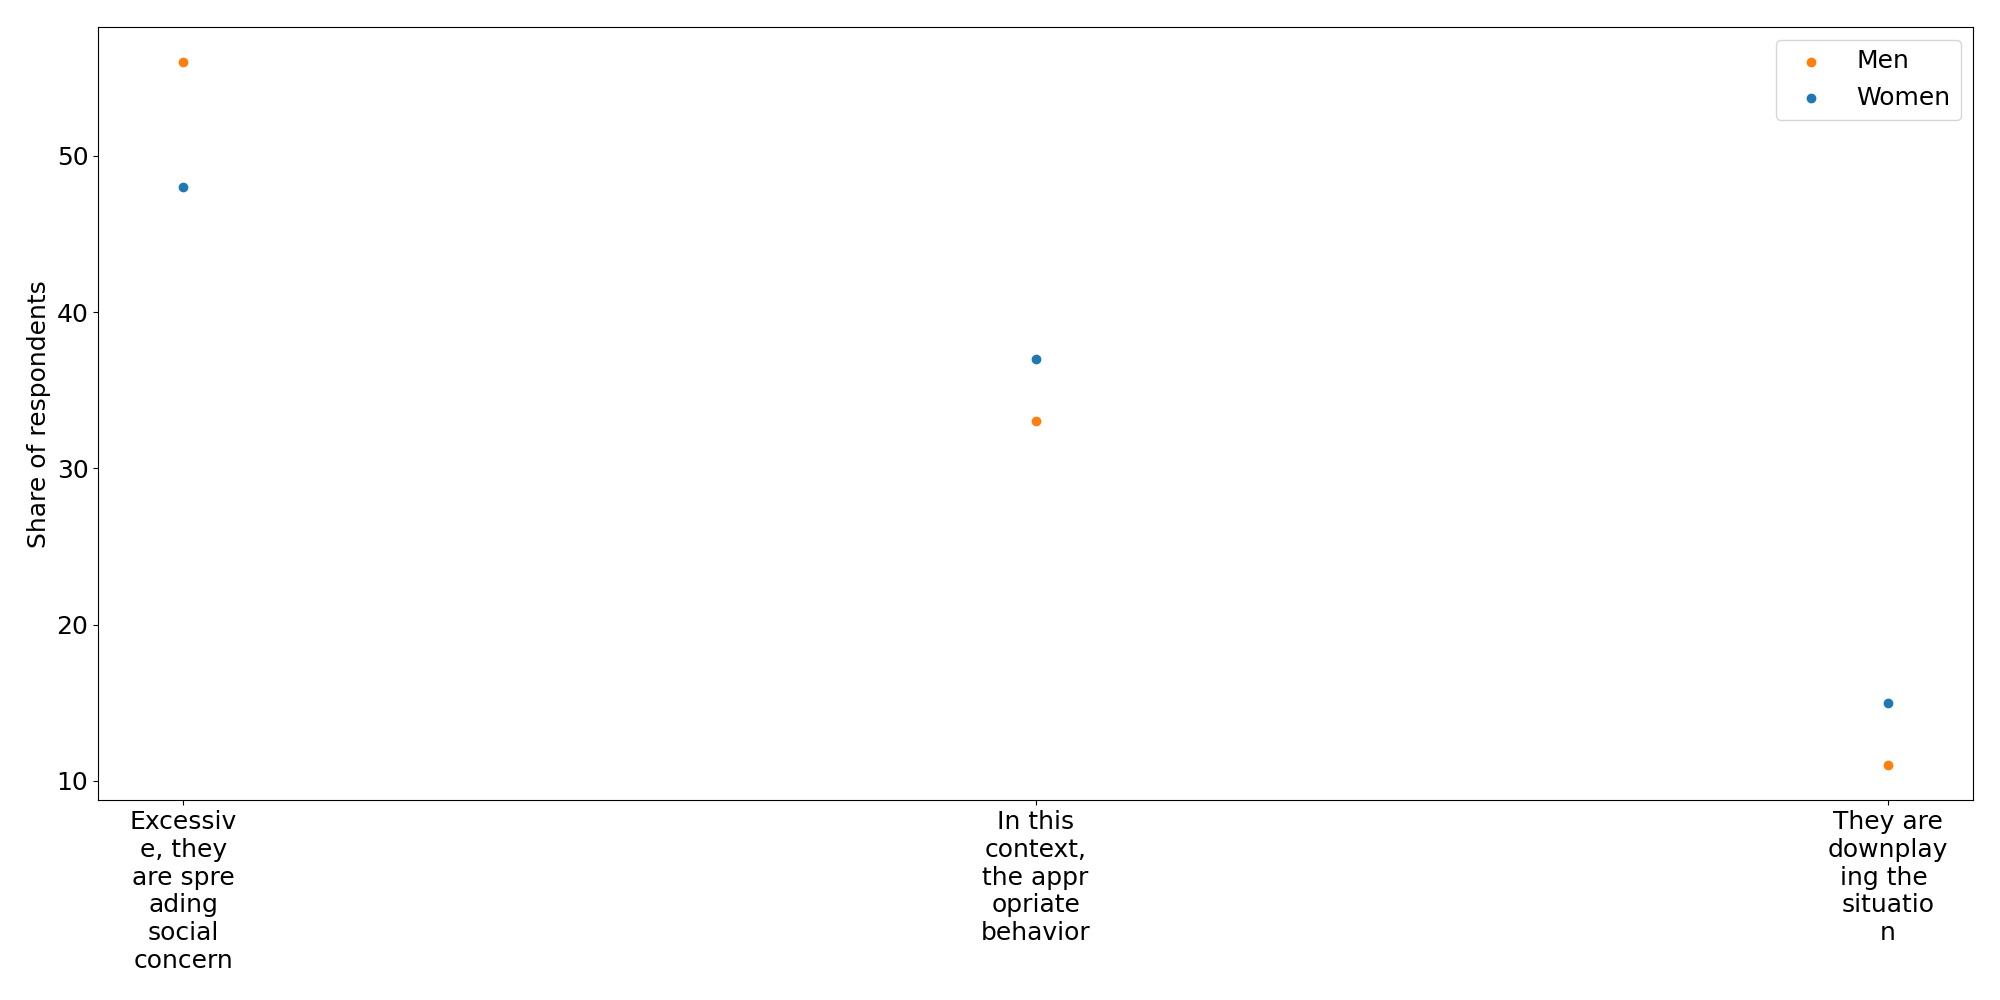 Men
Women
Share of respondents
50
40
30
20
10
Excessiv
e, they
are spre
ading
social
concern
In this
context,
the appr
opriate
behavior
They are
downplay
ing the
situatio
n